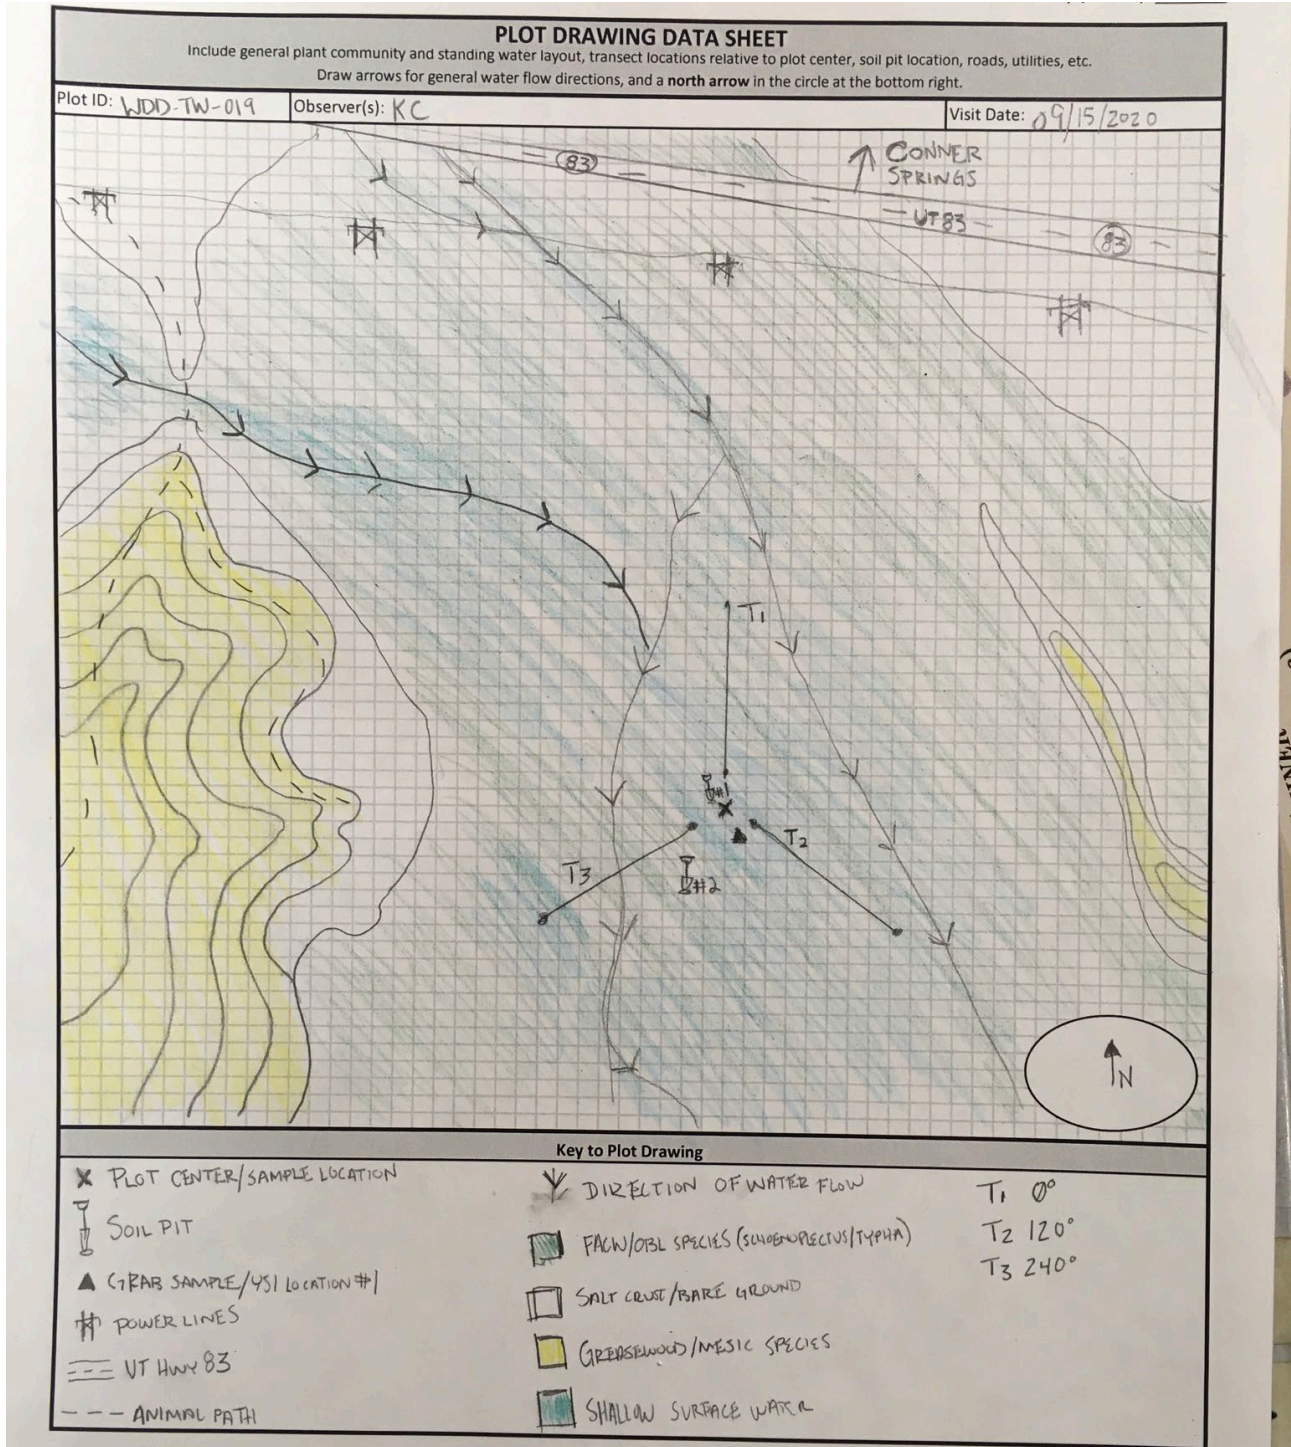 PLOT DRAWING DATA SHEET
Include general plant community and standing water layout, transect locations relative to plot center, soil pit location, roads, utilities, etc.
Draw arrows for general water flow directions, and a north arrow in the circle at the bottom right.
Plot ID: WDD-TW-019 Observer(s): KC Visit Date: 09/15/2020
CONNER
SPRINGS
83
UT 83
83
T1
#1
T2
T3
#2
N
Key to Plot Drawing
X PLOT CENTER/SAMPLE LOCATION
SOIL PIT
GRAB SAMPLE/YSI LOCATION #1
POWER LINES
UT HWY 83
ANIMAL PATH
DIRECTION OF WATER FLOW
FACW/OBL SPECIES (SCHOENOPLECTUS/TYPHA)
SALT CRUST/BARE GROUND
GREASEWOOD/MESIC SPECIES
SHALLOW SURFACE WATER
T1 0°
T2 120°
T3 240°